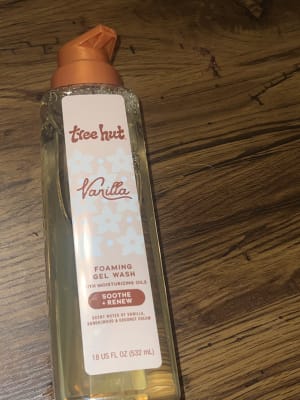 tree hut
Vanilla
FOAMING
GEL WASH
WITH MOISTURIZING OILS
SOOTHE
+ RENEW
SCENT NOTES OF VANILLA,
SANDALWOOD & COCONUT CREAM
18 US FL OZ (532 mL)